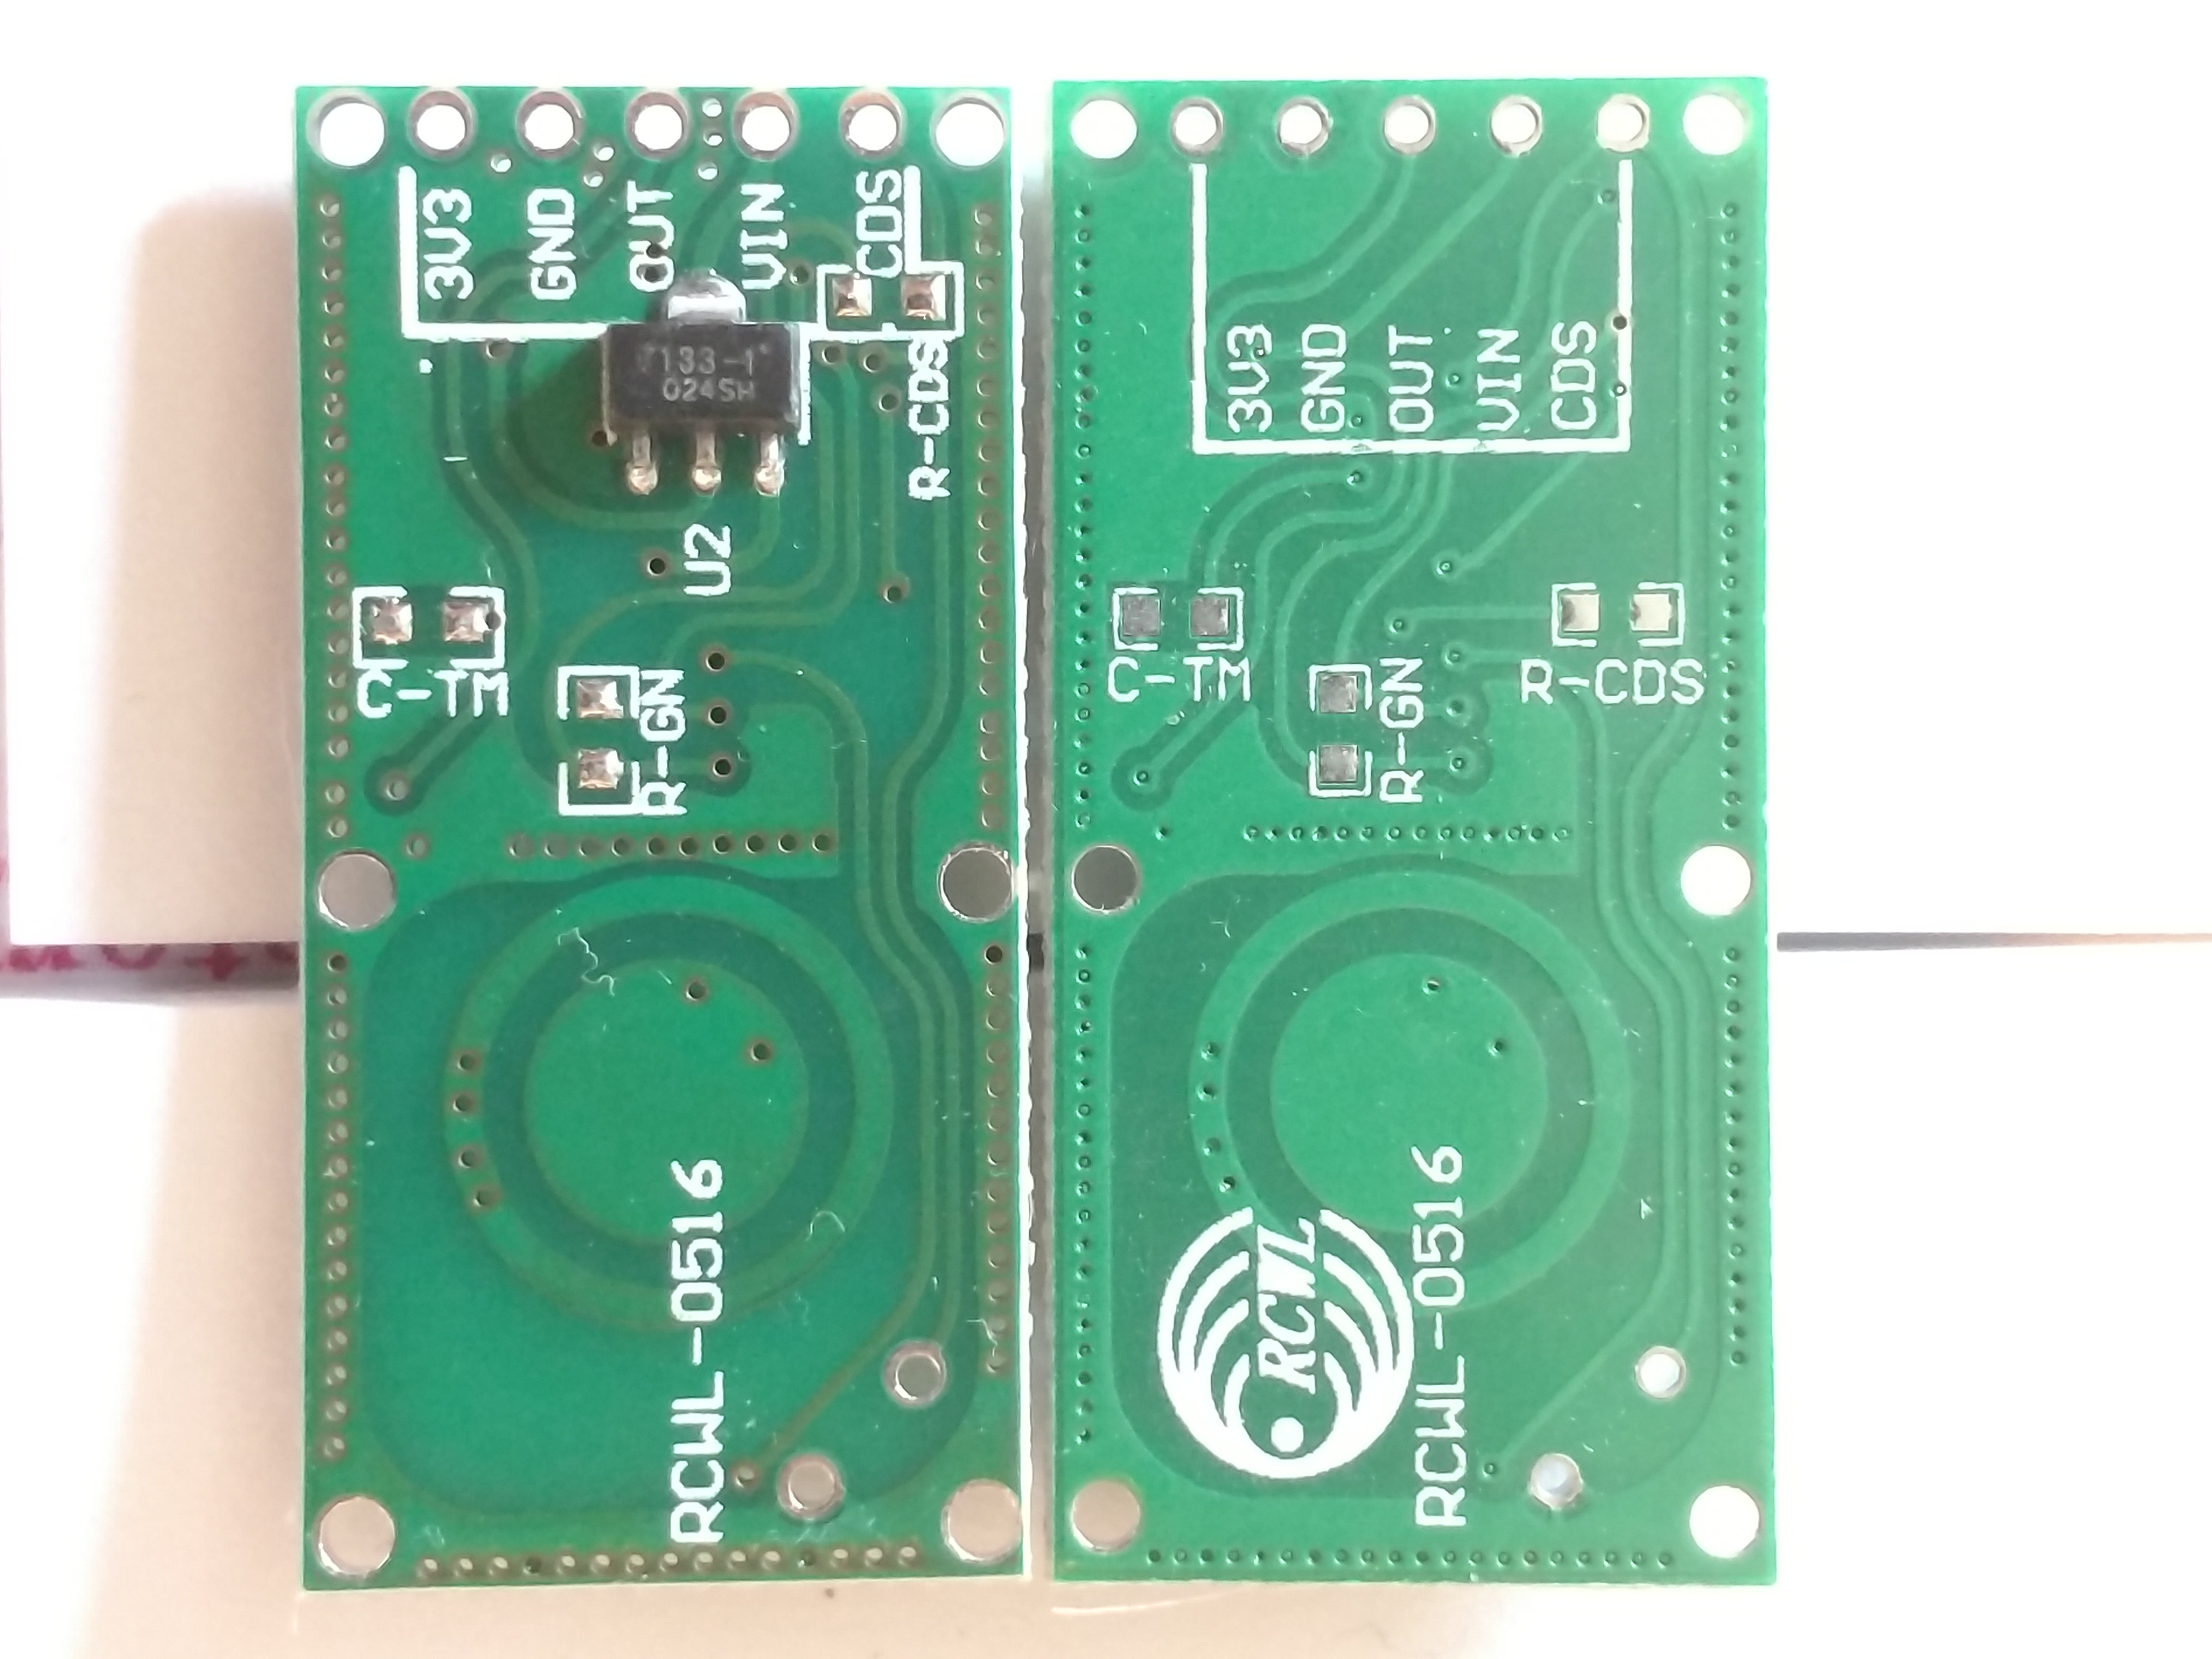 3V3
GND
OUT
VIN
CDS
7133-1
024SH
R-CDS
U2
C-TM
R-GN
RCWL-0516
3V3
GND
OUT
VIN
CDS
C-TM
R-GN
R-CDS
RCWL
RCWL-0516